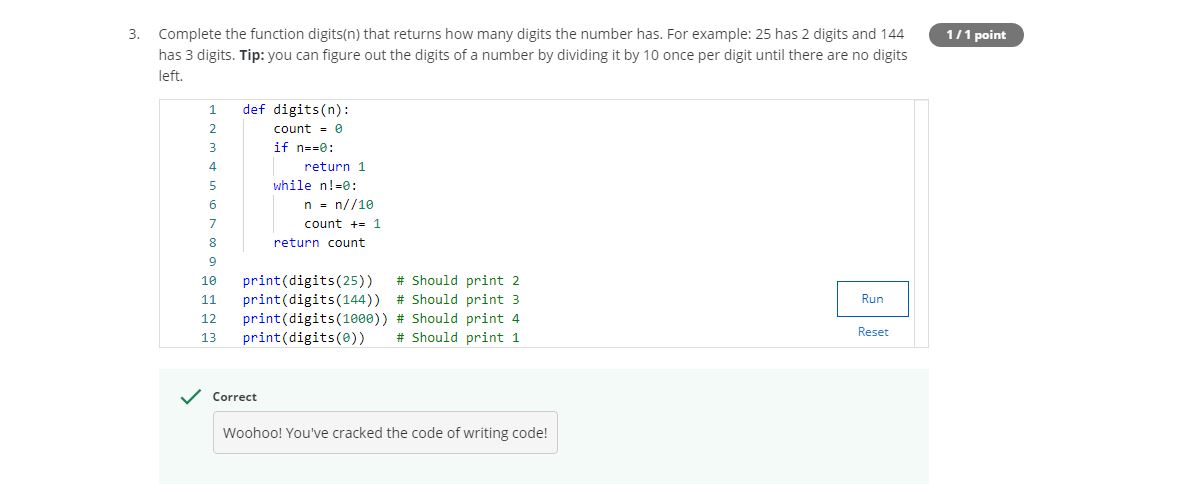 3. Complete the function digits(n) that returns how many digits the number has. For example: 25 has 2 digits and 144
1 / 1 point
has 3 digits. Tip: you can figure out the digits of a number by dividing it by 10 once per digit until there are no digits
left.
1 def digits(n):
2     count = 0
3     if n==0:
4         return 1
5     while n!=0:
6         n = n//10
7         count += 1
8     return count
9
10 print(digits(25))   # Should print 2
11 print(digits(144))  # Should print 3
12 print(digits(1000)) # Should print 4
13 print(digits(0))    # Should print 1
Run
Reset
Correct
Woohoo! You've cracked the code of writing code!